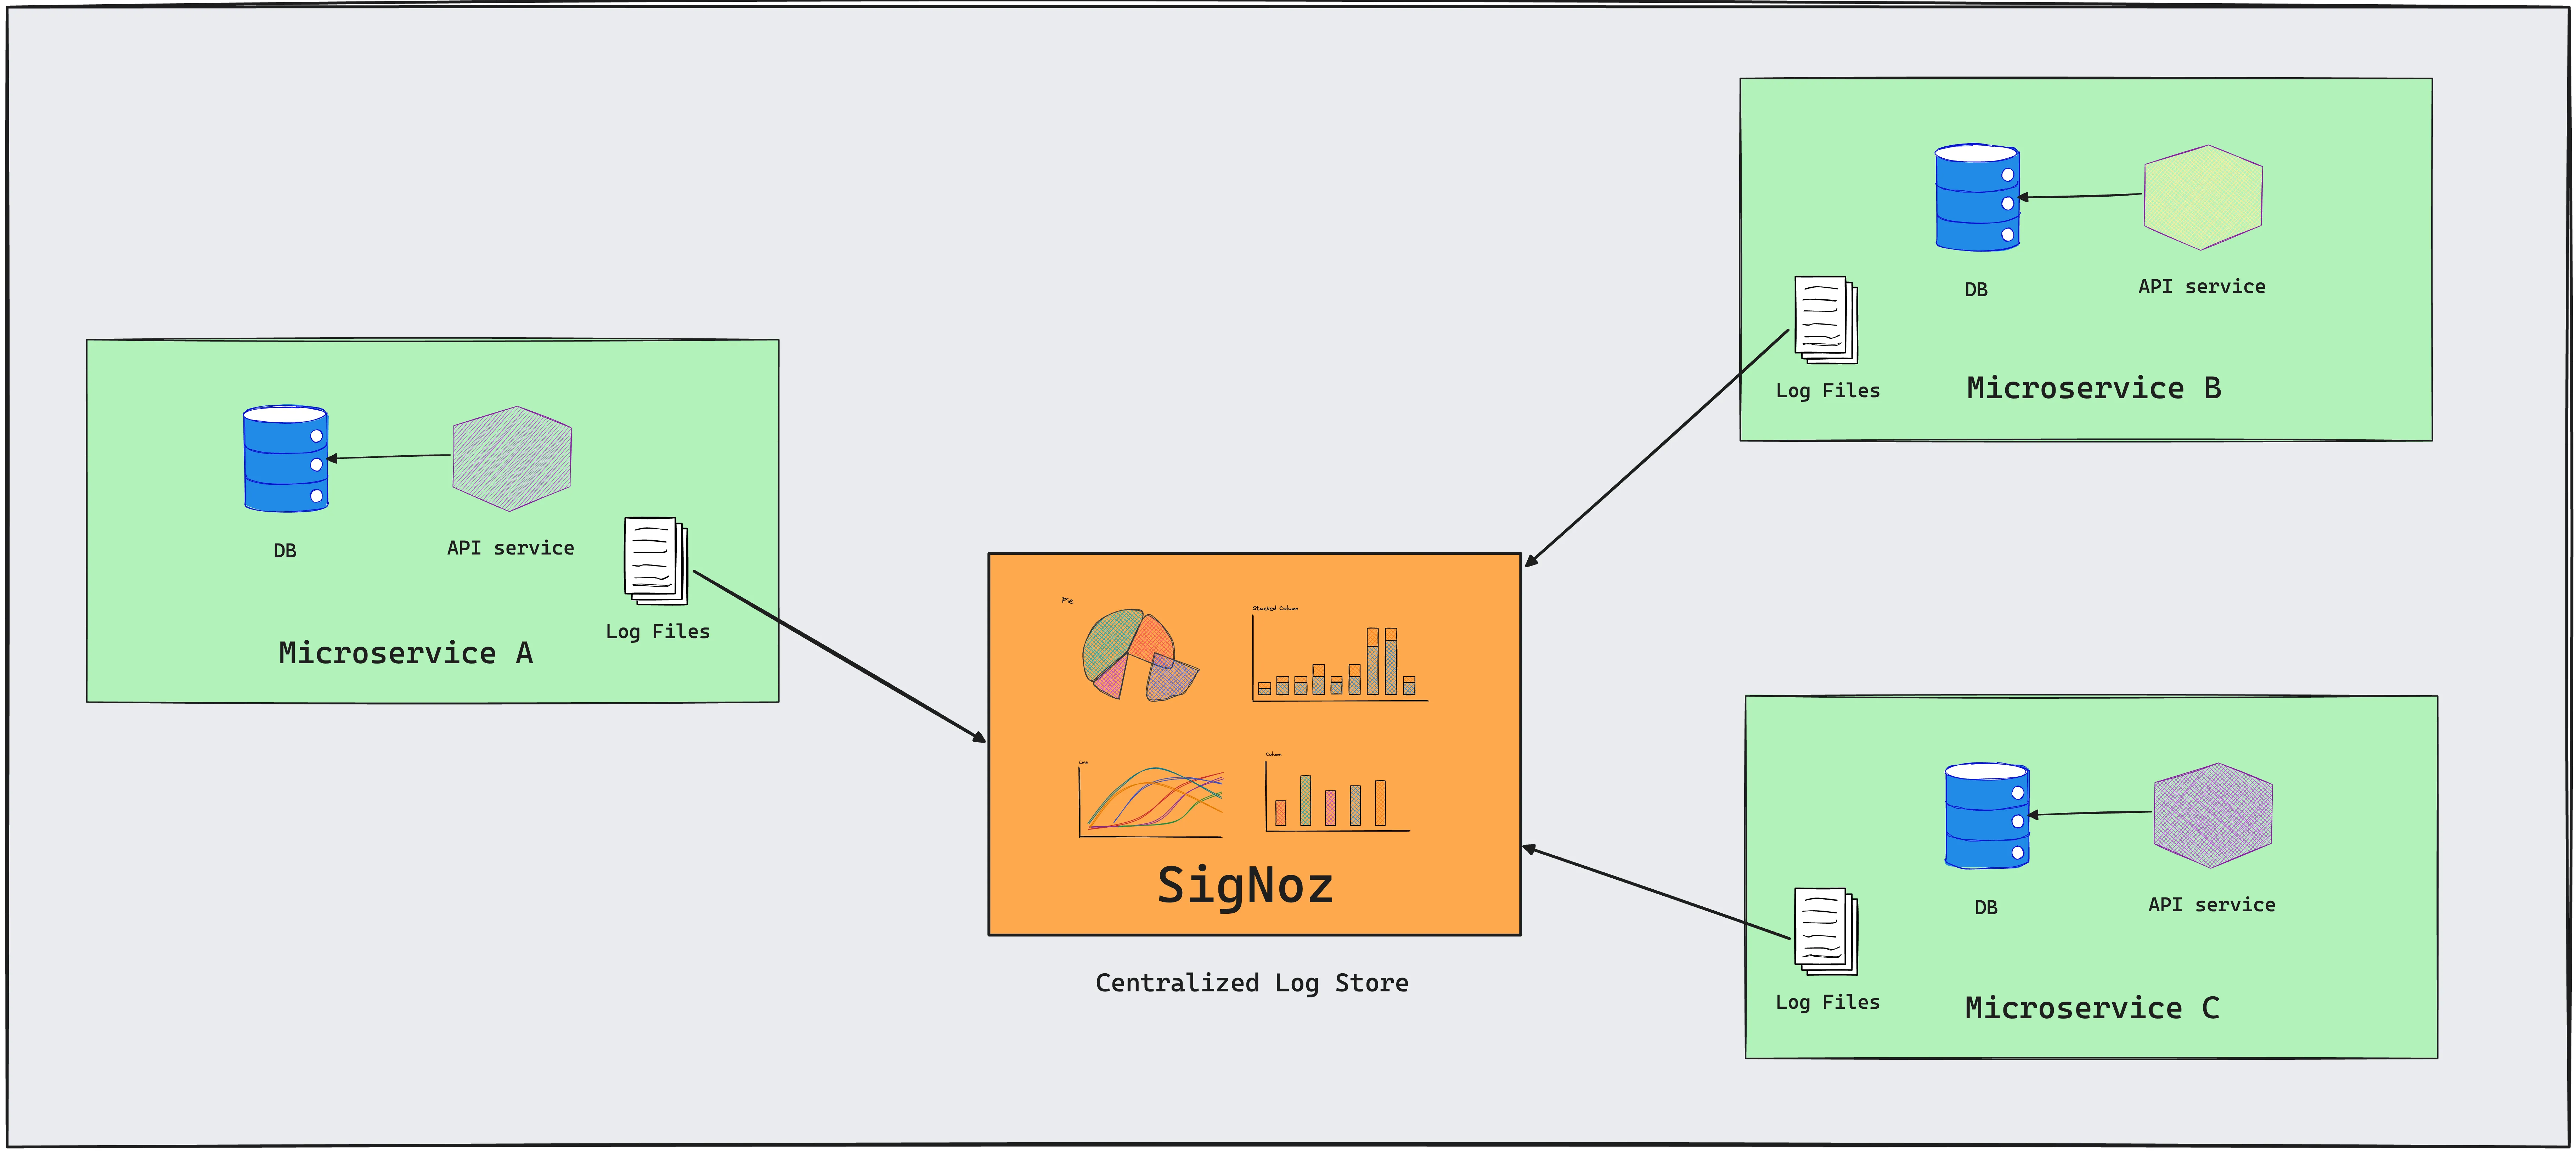 DB
API service
Log Files
Microservice A
DB
API service
Log Files
Microservice B
Pie
Stacked Column
Line
Column
SigNoz
Centralized Log Store
DB
API service
Log Files
Microservice C